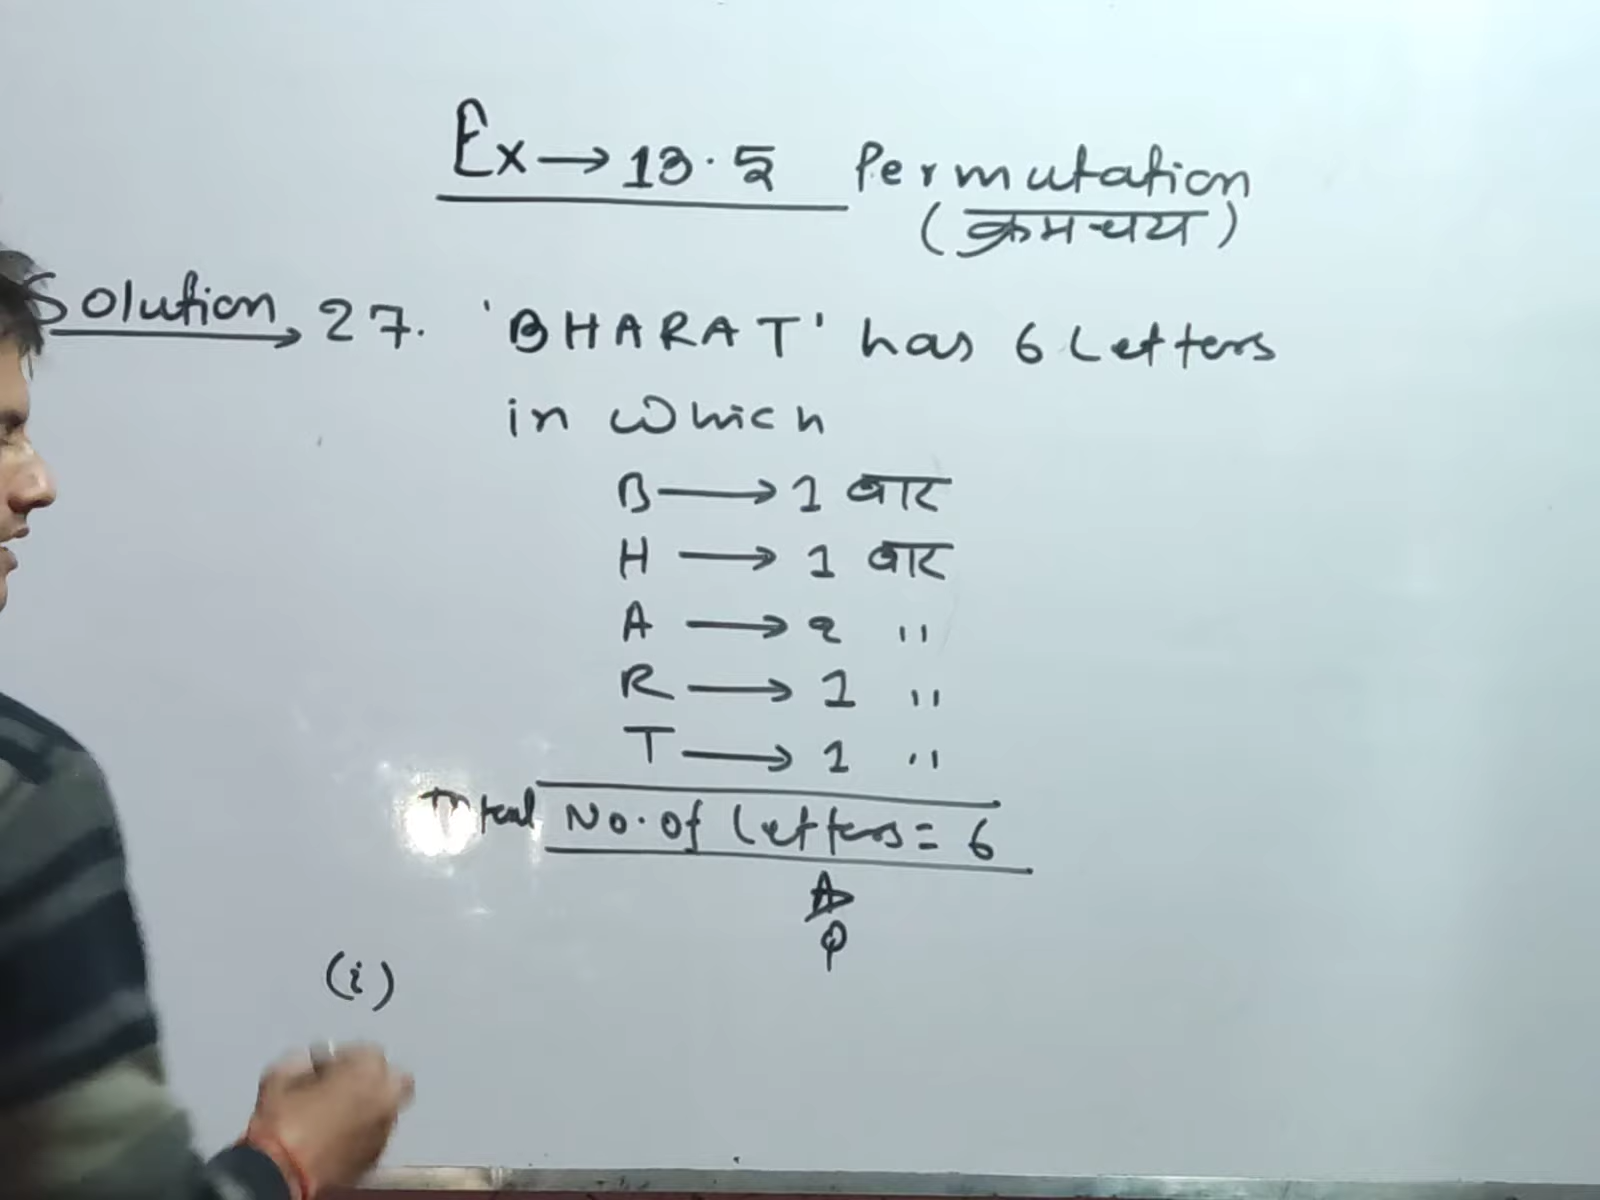 Ex → 13.5 Permutation
(क्रमचय)
Solution 27. 'BHARAT' has 6 Letters
in which
B → 1 बार
H → 1 बार
A → 2 "
R → 1 "
T → 1 "
Total No. of Letters = 6
(i)